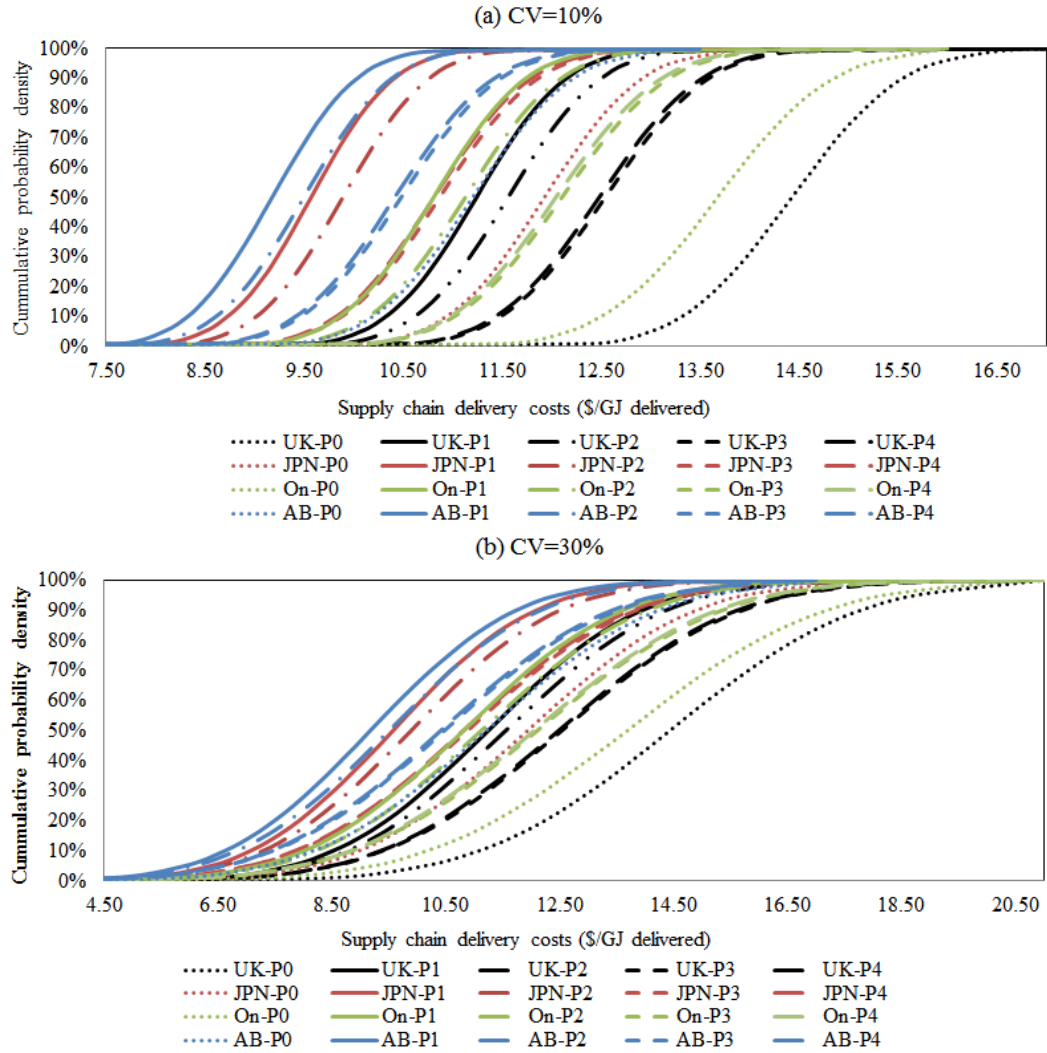 (a) CV=10%
100%
90%
80%
70%
60%
50%
40%
30%
20%
10%
0%
Cummulative probability density
7.50 8.50 9.50 10.50 11.50 12.50 13.50 14.50 15.50 16.50
Supply chain delivery costs ($/GJ delivered)
UK-P0 UK-P1 UK-P2 UK-P3 UK-P4
JPN-P0 JPN-P1 JPN-P2 JPN-P3 JPN-P4
On-P0 On-P1 On-P2 On-P3 On-P4
AB-P0 AB-P1 AB-P2 AB-P3 AB-P4
(b) CV=30%
100%
90%
80%
70%
60%
50%
40%
30%
20%
10%
0%
Cummulative probability density
4.50 6.50 8.50 10.50 12.50 14.50 16.50 18.50 20.50
Supply chain delivery costs ($/GJ delivered)
UK-P0 UK-P1 UK-P2 UK-P3 UK-P4
JPN-P0 JPN-P1 JPN-P2 JPN-P3 JPN-P4
On-P0 On-P1 On-P2 On-P3 On-P4
AB-P0 AB-P1 AB-P2 AB-P3 AB-P4